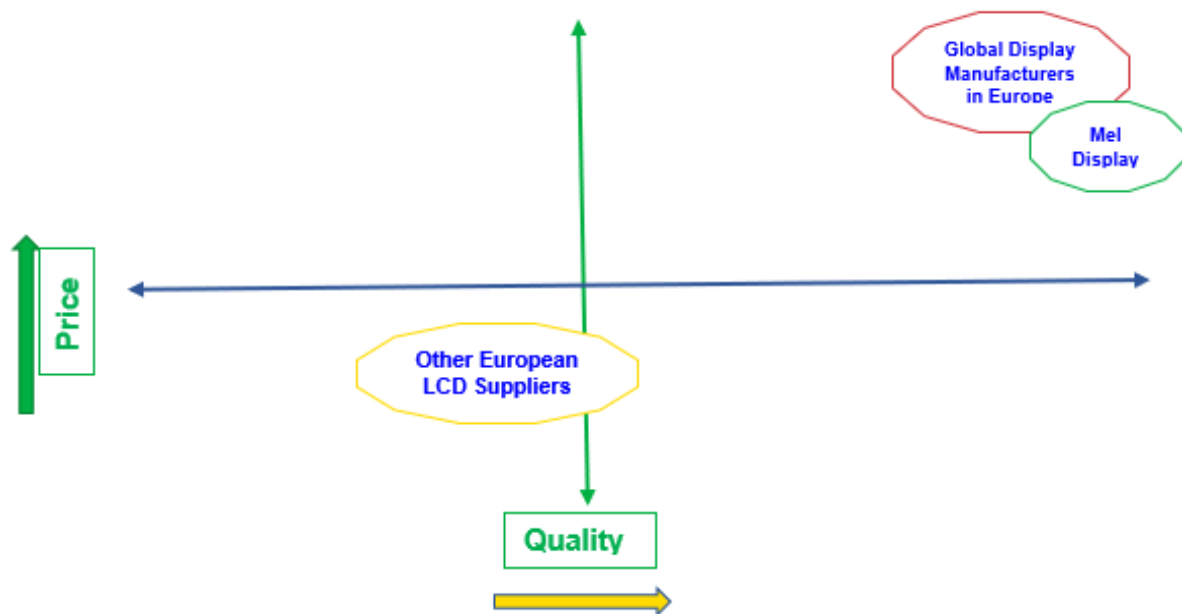 Global Display
Manufacturers
in Europe
Mel
Display
Price
Other European
LCD Suppliers
Quality